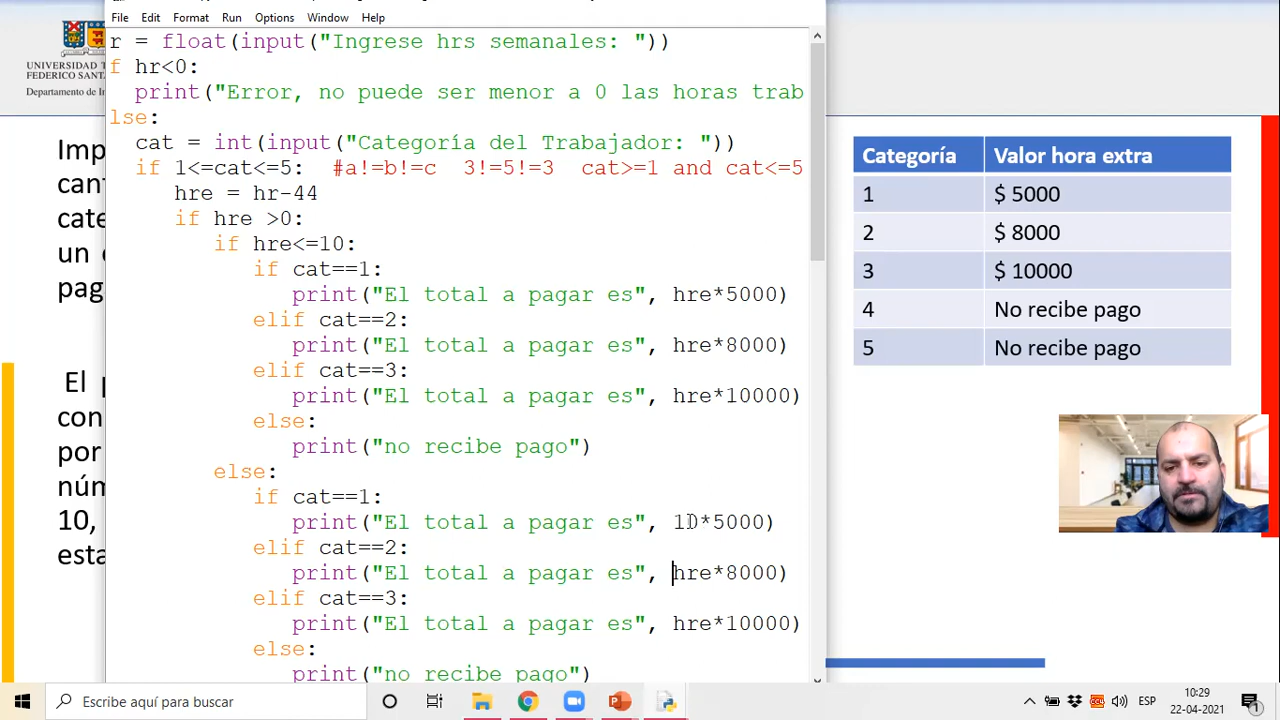 File Edit Format Run Options Window Help
r = float(input("Ingrese hrs semanales: "))
f hr<0:
print("Error, no puede ser menor a 0 las horas trab
lse:
cat = int(input("Categoría del Trabajador: "))
if 1<=cat<=5: #a!=b!=c 3!=5!=3 cat>=1 and cat<=5
hre = hr-44
if hre >0:
if hre<=10:
if cat==1:
print("El total a pagar es", hre*5000)
elif cat==2:
print("El total a pagar es", hre*8000)
elif cat==3:
print("El total a pagar es", hre*10000)
else:
print("no recibe pago")
else:
if cat==1:
print("El total a pagar es", 10*5000)
elif cat==2:
print("El total a pagar es", hre*8000)
elif cat==3:
print("El total a pagar es", hre*10000)
else:
print("no recibe pago")
UNIVERSIDAD
FEDERICO SANT
Departamento de In
Imp
cant
cate
un
pag
El p
con
por
núm
10,
esta
Categoría Valor hora extra
1 $ 5000
2 $ 8000
3 $ 10000
4 No recibe pago
5 No recibe pago
Escribe aquí para buscar
ESP
10:29
22-04-2021